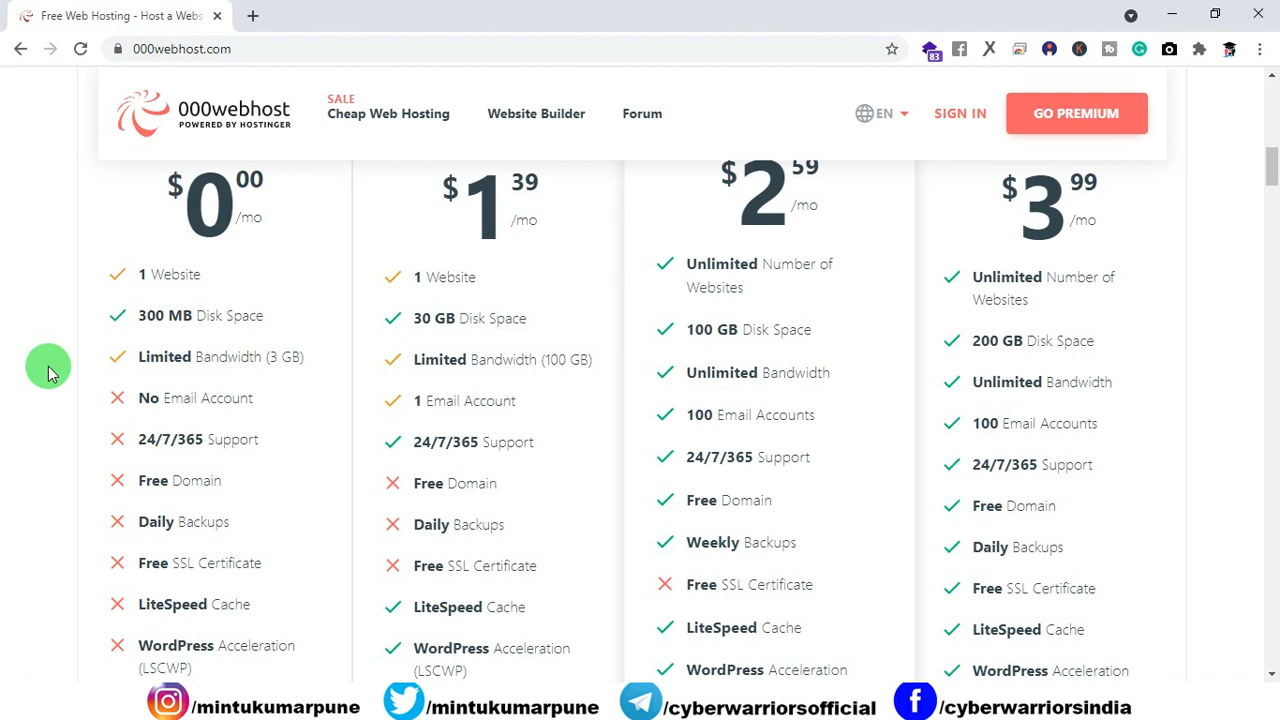 Free Web Hosting - Host a Webs
000webhost.com
83
000webhost
POWERED BY HOSTINGER
SALE
Cheap Web Hosting
Website Builder
Forum
EN
SIGN IN
GO PREMIUM
$0 00 /mo
1 Website
300 MB Disk Space
Limited Bandwidth (3 GB)
No Email Account
24/7/365 Support
Free Domain
Daily Backups
Free SSL Certificate
LiteSpeed Cache
WordPress Acceleration
(LSCWP)
$1 39 /mo
1 Website
30 GB Disk Space
Limited Bandwidth (100 GB)
1 Email Account
24/7/365 Support
Free Domain
Daily Backups
Free SSL Certificate
LiteSpeed Cache
WordPress Acceleration
(LSCWP)
$2 59 /mo
Unlimited Number of
Websites
100 GB Disk Space
Unlimited Bandwidth
100 Email Accounts
24/7/365 Support
Free Domain
Weekly Backups
Free SSL Certificate
LiteSpeed Cache
WordPress Acceleration
$3 99 /mo
Unlimited Number of
Websites
200 GB Disk Space
Unlimited Bandwidth
100 Email Accounts
24/7/365 Support
Free Domain
Daily Backups
Free SSL Certificate
LiteSpeed Cache
WordPress Acceleration
/mintukumarpune
/mintukumarpune
/cyberwarriorsofficial
/cyberwarriorsindia